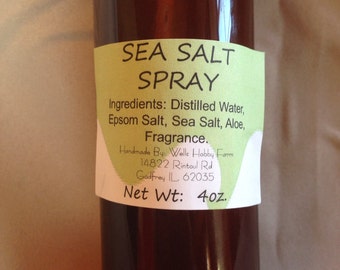 SEA SALT
SPRAY
Ingredients: Distilled Water,
Epsom Salt, Sea Salt, Aloe,
Fragrance.
Handmade By: Wells Hobby Farm
14822 Rintoul Rd
Godfrey IL. 62035
Net Wt: 4oz.